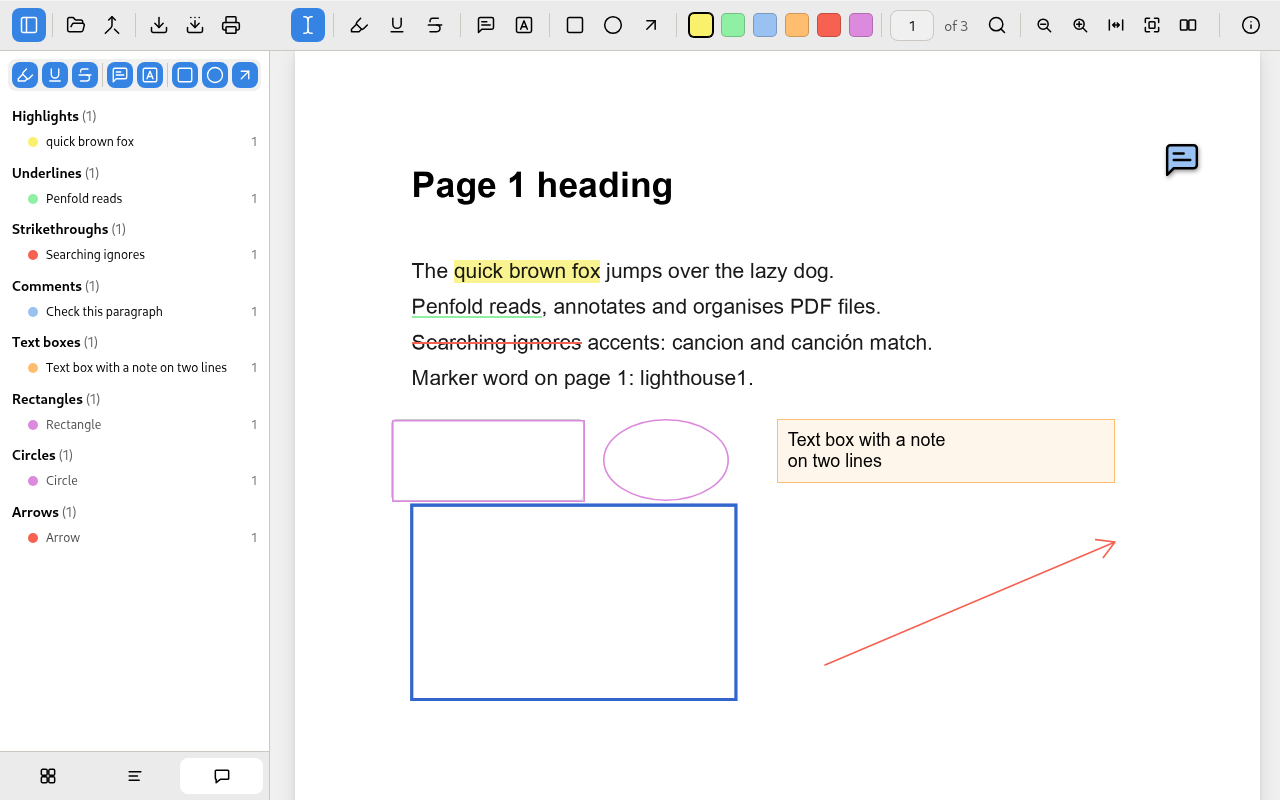 1 of 3
Highlights (1)
quick brown fox 1
Underlines (1)
Penfold reads 1
Strikethroughs (1)
Searching ignores 1
Comments (1)
Check this paragraph 1
Text boxes (1)
Text box with a note on two lines 1
Rectangles (1)
Rectangle 1
Circles (1)
Circle 1
Arrows (1)
Arrow 1
Page 1 heading
The quick brown fox jumps over the lazy dog.
Penfold reads, annotates and organises PDF files.
Searching ignores accents: cancion and canción match.
Marker word on page 1: lighthouse1.
Text box with a note
on two lines